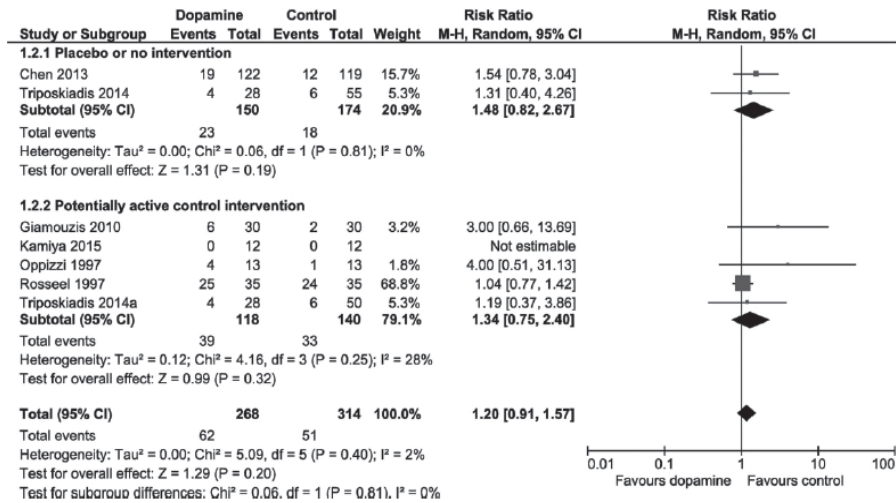 Dopamine Control Risk Ratio Risk Ratio
Study or Subgroup Events Total Events Total Weight M-H, Random, 95% CI M-H, Random, 95% CI
1.2.1 Placebo or no intervention
Chen 2013 19 122 12 119 15.7% 1.54 [0.78, 3.04]
Triposkiadis 2014 4 28 6 55 5.3% 1.31 [0.40, 4.26]
Subtotal (95% CI) 150 174 20.9% 1.48 [0.82, 2.67]
Total events 23 18
Heterogeneity: Tau² = 0.00; Chi² = 0.06, df = 1 (P = 0.81); I² = 0%
Test for overall effect: Z = 1.31 (P = 0.19)
1.2.2 Potentially active control intervention
Giamouzis 2010 6 30 2 30 3.2% 3.00 [0.66, 13.69]
Kamiya 2015 0 12 0 12 Not estimable
Oppizzi 1997 4 13 1 13 1.8% 4.00 [0.51, 31.13]
Rosseel 1997 25 35 24 35 68.8% 1.04 [0.77, 1.42]
Triposkiadis 2014a 4 28 6 50 5.3% 1.19 [0.37, 3.86]
Subtotal (95% CI) 118 140 79.1% 1.34 [0.75, 2.40]
Total events 39 33
Heterogeneity: Tau² = 0.12; Chi² = 4.16, df = 3 (P = 0.25); I² = 28%
Test for overall effect: Z = 0.99 (P = 0.32)
Total (95% CI) 268 314 100.0% 1.20 [0.91, 1.57]
Total events 62 51
Heterogeneity: Tau² = 0.00; Chi² = 5.09, df = 5 (P = 0.40); I² = 2%
Test for overall effect: Z = 1.29 (P = 0.20)
Test for subgroup differences: Chi² = 0.06, df = 1 (P = 0.81), I² = 0%
0.01 0.1 1 10 100
Favours dopamine Favours control